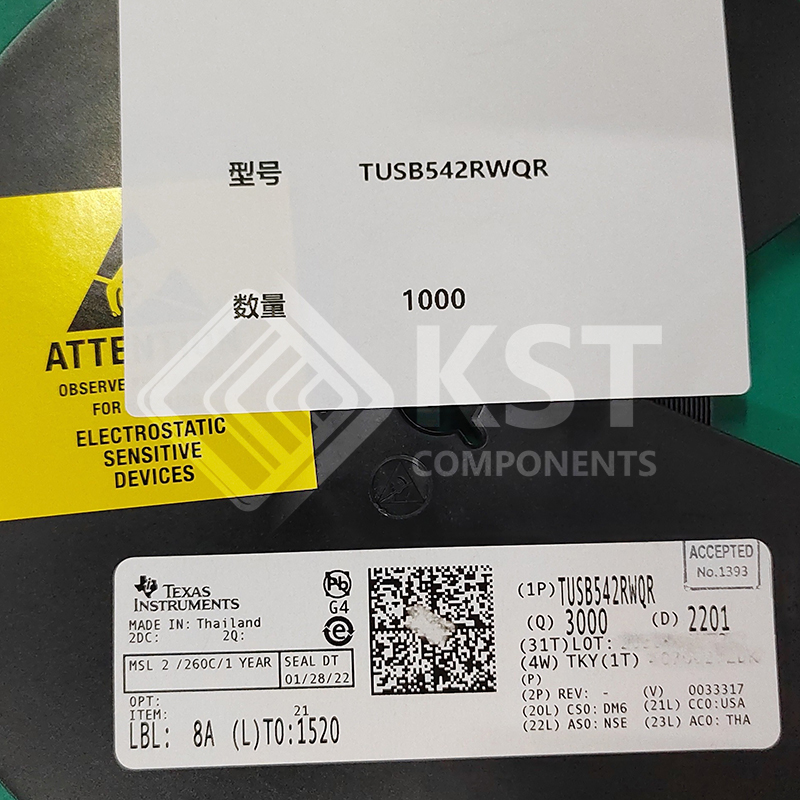 型号 TUSB542RWQR
数量 1000
KST
COMPONENTS
OBSERVE
FOR
ELECTROSTATIC
SENSITIVE
DEVICES
ACCEPTED
No.1393
TEXAS
INSTRUMENTS
G4
MADE IN: Thailand
2DC: 2Q:
MSL 2 /260C/1 YEAR SEAL DT
01/28/22
OPT:
ITEM: 21
LBL: 8A (L)TO:1520
(1P) TUSB542RWQR
(Q) 3000 (D) 2201
(31T)LOT:
(4W) TKY(1T)
(P)
(2P) REV: - (V) 0033317
(20L) CSO: DM6 (21L) CCO:USA
(22L) ASO: NSE (23L) ACO: THA